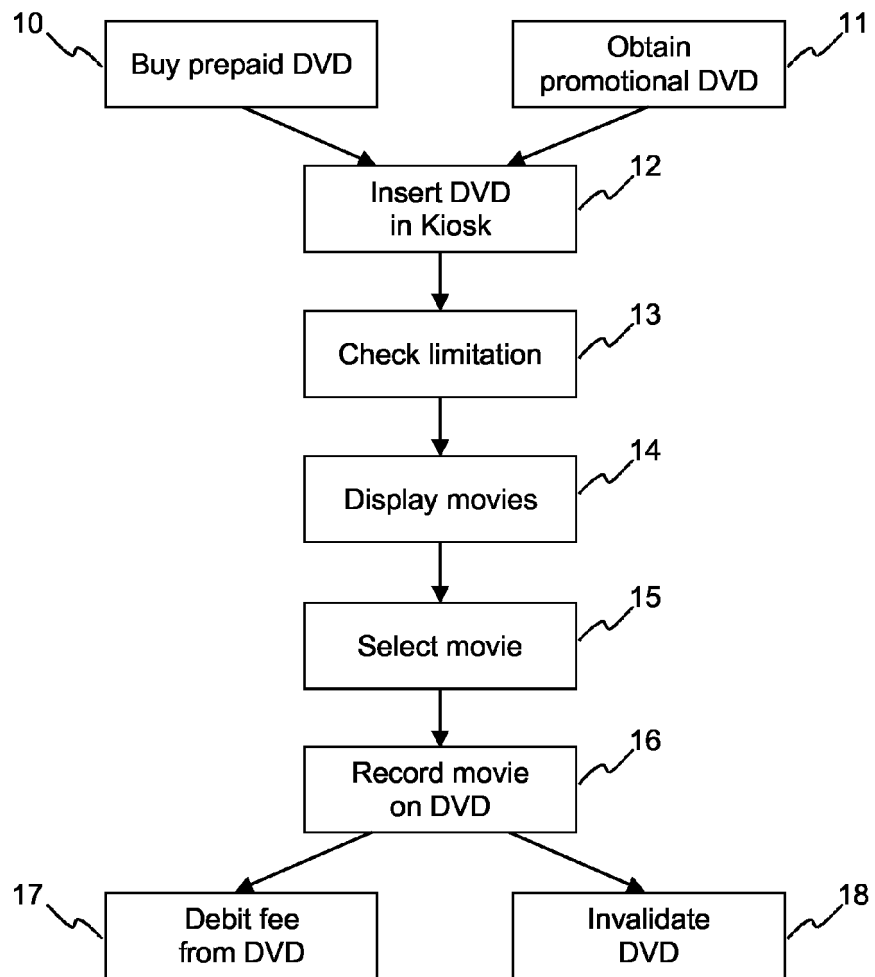 10
Buy prepaid DVD
Obtain
promotional DVD
11
Insert DVD
in Kiosk
12
Check limitation
13
Display movies
14
Select movie
15
Record movie
on DVD
16
17
Debit fee
from DVD
Invalidate
DVD
18